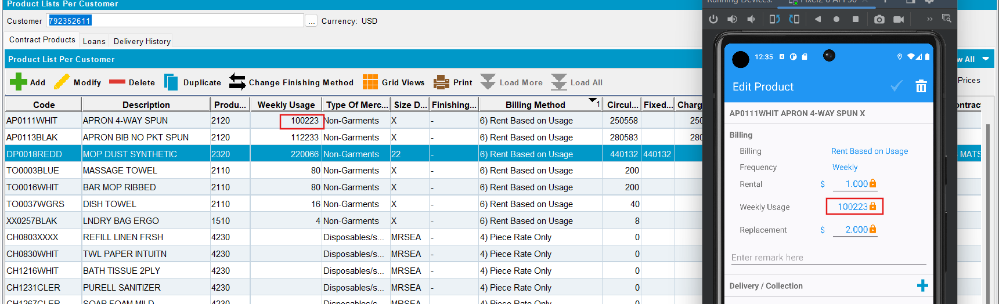 Product Lists Per Customer
Customer 792352611 ... Currency: USD
Contract Products Loans Delivery History
Product List Per Customer
Add Modify Delete Duplicate Change Finishing Method Grid Views Print Load More Load All
Code Description Produ... Weekly Usage Type Of Merc... Size D... Finishing... Billing Method 1 Circul... Fixed... Charg
AP0111WHIT APRON 4-WAY SPUN 2120 100223 Non-Garments X - 6) Rent Based on Usage 250558 250
AP0113BLAK APRON BIB NO PKT SPUN 2120 112233 Non-Garments X - 6) Rent Based on Usage 280583 280
DP0018REDD MOP DUST SYNTHETIC 2320 220066 Non-Garments 22 - 6) Rent Based on Usage 440132 440132 MATS
TO0003BLUE MASSAGE TOWEL 2110 80 Non-Garments X - 6) Rent Based on Usage 200
TO0016WHIT BAR MOP RIBBED 2110 80 Non-Garments X - 6) Rent Based on Usage 200
TO0037WGRS DISH TOWEL 2110 16 Non-Garments X - 6) Rent Based on Usage 40
XX0257BLAK LNDRY BAG ERGO 1510 4 Non-Garments X - 6) Rent Based on Usage 8
CH0803XXXX REFILL LINEN FRSH 4230 Disposables/s... MRSEA - 4) Piece Rate Only 0
CH0830WHIT TWL PAPER INTUITN 4230 Disposables/s... MRSEA - 4) Piece Rate Only 0
CH1216WHIT BATH TISSUE 2PLY 4230 Disposables/s... MRSEA - 4) Piece Rate Only 0
CH1231CLER PURELL SANITIZER 4230 Disposables/s... MRSEA - 4) Piece Rate Only 0
CH1267CLER SOAP FOAM MILD 4230 Disposables/s... MRSEA - 4) Piece Rate Only 0
Running Devices:
12:35
Edit Product
AP0111WHIT APRON 4-WAY SPUN X
Billing
Billing Rent Based on Usage
Frequency Weekly
Rental $ 1.000
Weekly Usage 100223
Replacement $ 2.000
Enter remark here
Delivery / Collection
w All
Prices
ontract